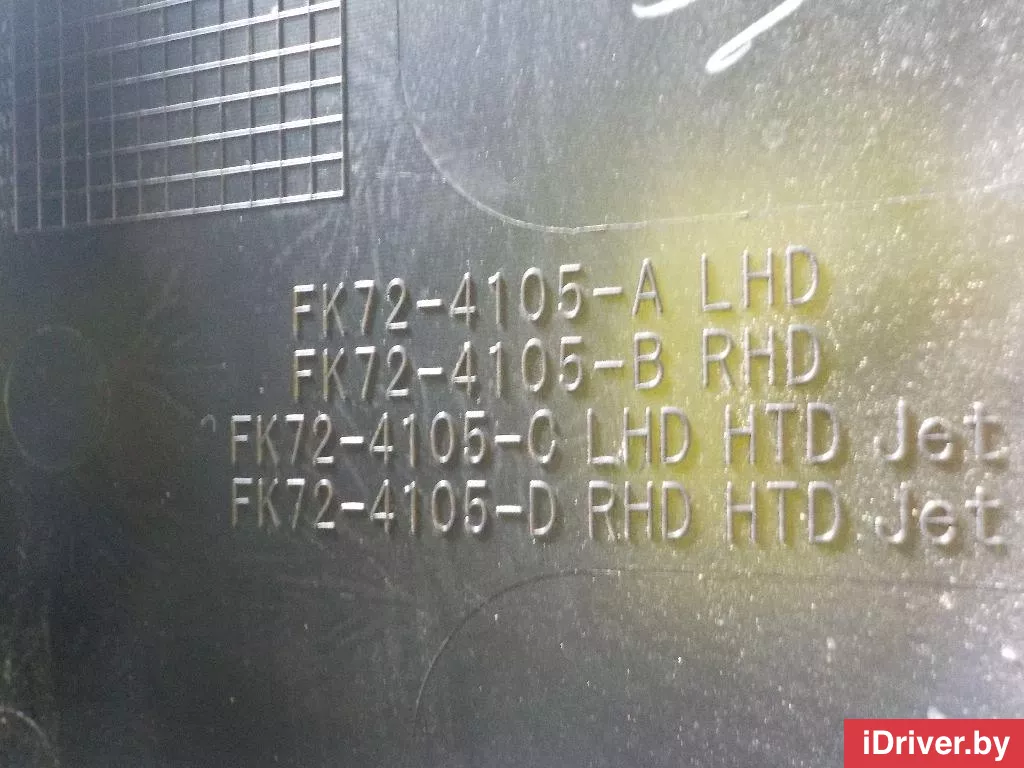 FK72-4105-A LHD
FK72-4105-B RHD
FK72-4105-C LHD HTD Jet
FK72-4105-D RHD HTD Jet
iDriver.by